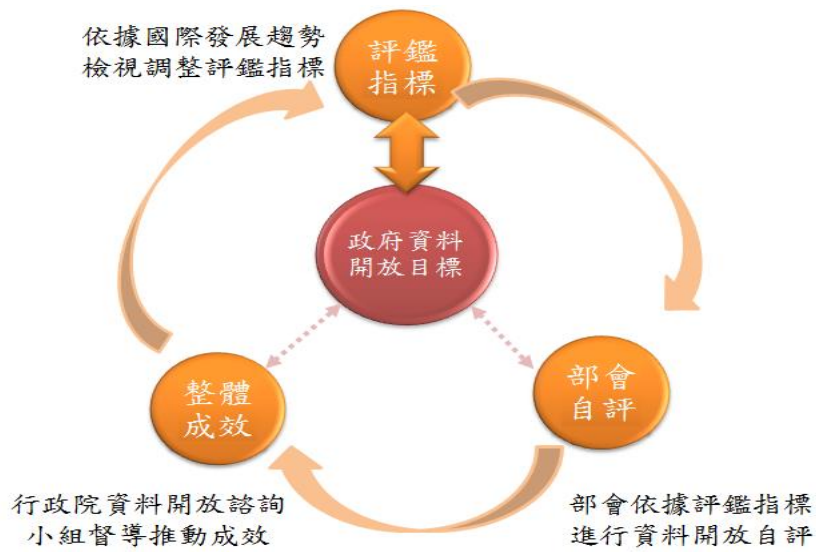 依據國際發展趨勢
檢視調整評鑑指標
評鑑
指標
政府資料
開放目標
整體
成效
部會
自評
行政院資料開放諮詢
小組督導推動成效
部會依據評鑑指標
進行資料開放自評